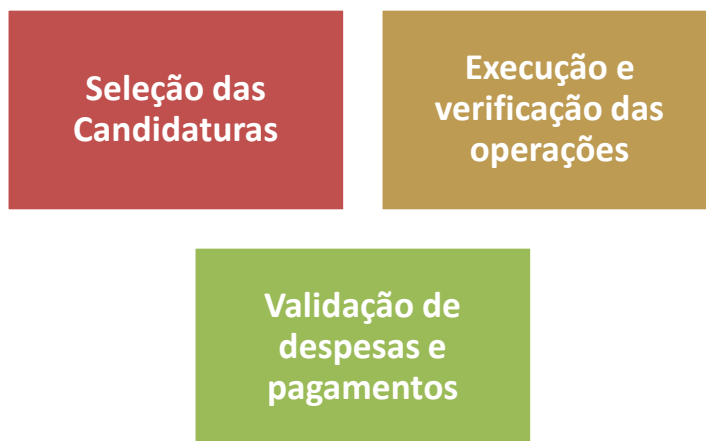 Seleção das
Candidaturas
Execução e
verificação das
operações
Validação de
despesas e
pagamentos